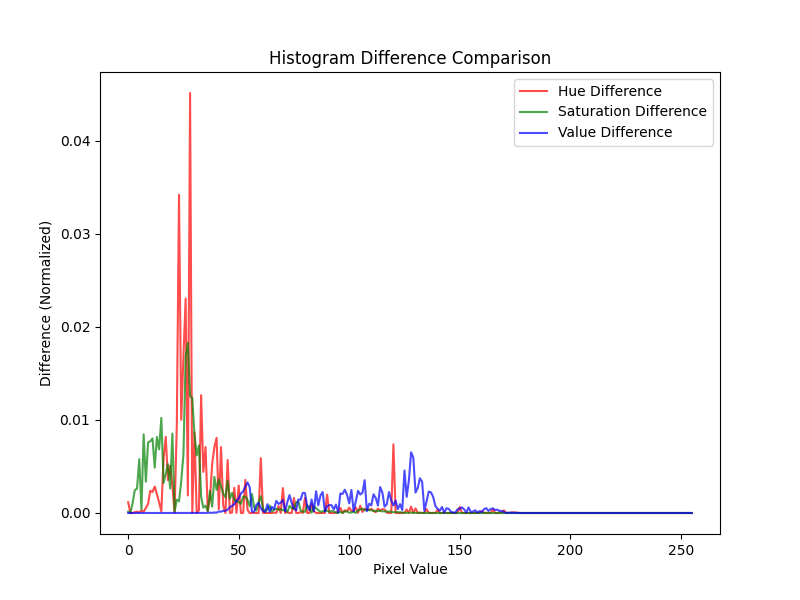 Histogram Difference Comparison
Hue Difference
Saturation Difference
Value Difference
Difference (Normalized)
0.04
0.03
0.02
0.01
0.00
0 50 100 150 200 250
Pixel Value